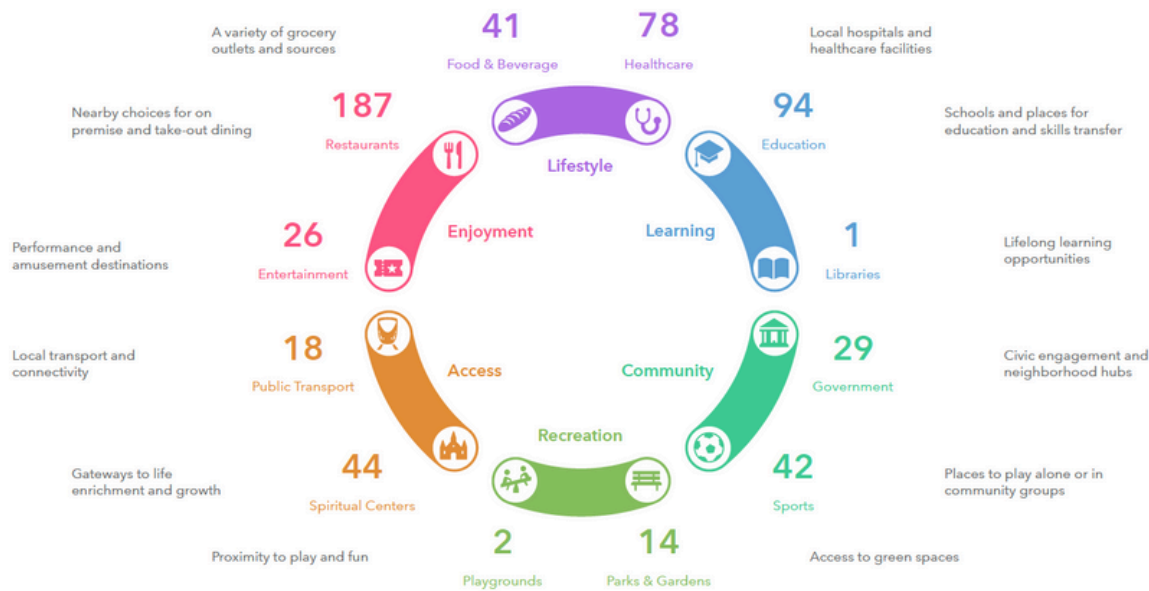 41
78
A variety of grocery
outlets and sources
Local hospitals and
healthcare facilities
Food & Beverage
Healthcare
187
94
Nearby choices for on
premise and take-out dining
Schools and places for
education and skills transfer
Restaurants
Education
Lifestyle
26
Enjoyment
Learning
1
Performance and
amusement destinations
Lifelong learning
opportunities
Entertainment
Libraries
18
29
Local transport and
connectivity
Civic engagement and
neighborhood hubs
Public Transport
Access
Community
Government
Recreation
44
42
Gateways to life
enrichment and growth
Places to play alone or in
community groups
Spiritual Centers
Sports
2
14
Proximity to play and fun
Access to green spaces
Playgrounds
Parks & Gardens